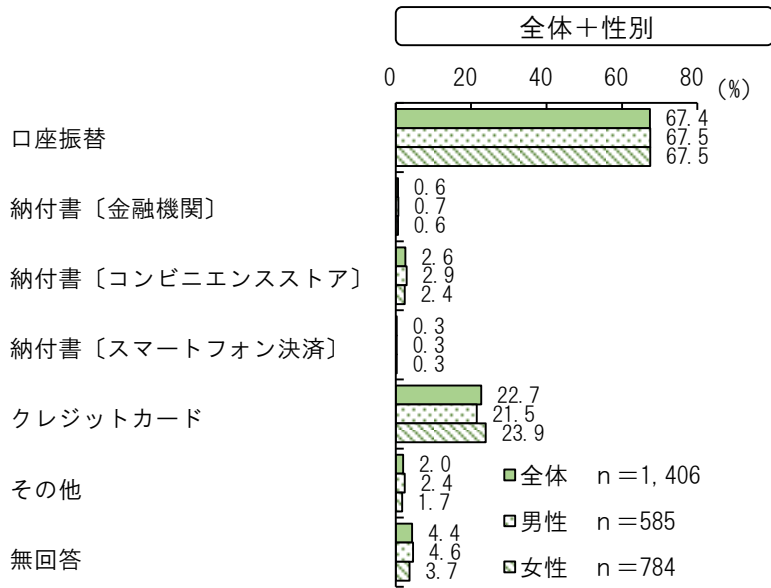 全体＋性別
0 20 40 60 80 (%)
口座振替
67.4
67.5
67.5
納付書〔金融機関〕
0.6
0.7
0.6
納付書〔コンビニエンスストア〕
2.6
2.9
2.4
納付書〔スマートフォン決済〕
0.3
0.3
0.3
クレジットカード
22.7
21.5
23.9
その他
2.0
2.4
1.7
無回答
4.4
4.6
3.7
全体 n＝1,406
男性 n＝585
女性 n＝784